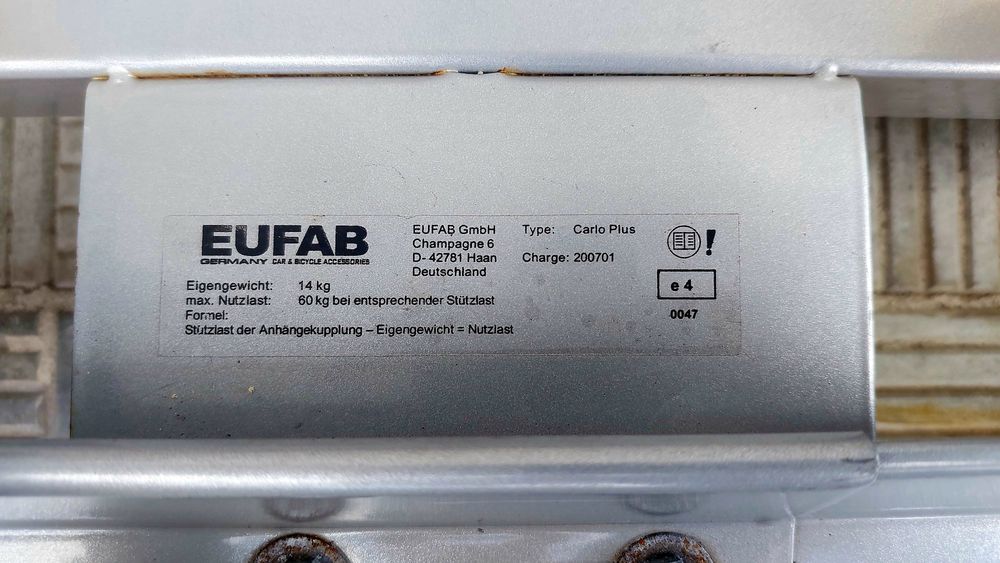 EUFAB
GERMANY CAR & BICYCLE ACCESSORIES
EUFAB GmbH
Champagne 6
D- 42781 Haan
Deutschland
Type: Carlo Plus
Charge: 200701
!
e 4
0047
Eigengewicht: 14 kg
max. Nutzlast: 60 kg bei entsprechender Stützlast
Formel:
Stützlast der Anhängekupplung – Eigengewicht = Nutzlast